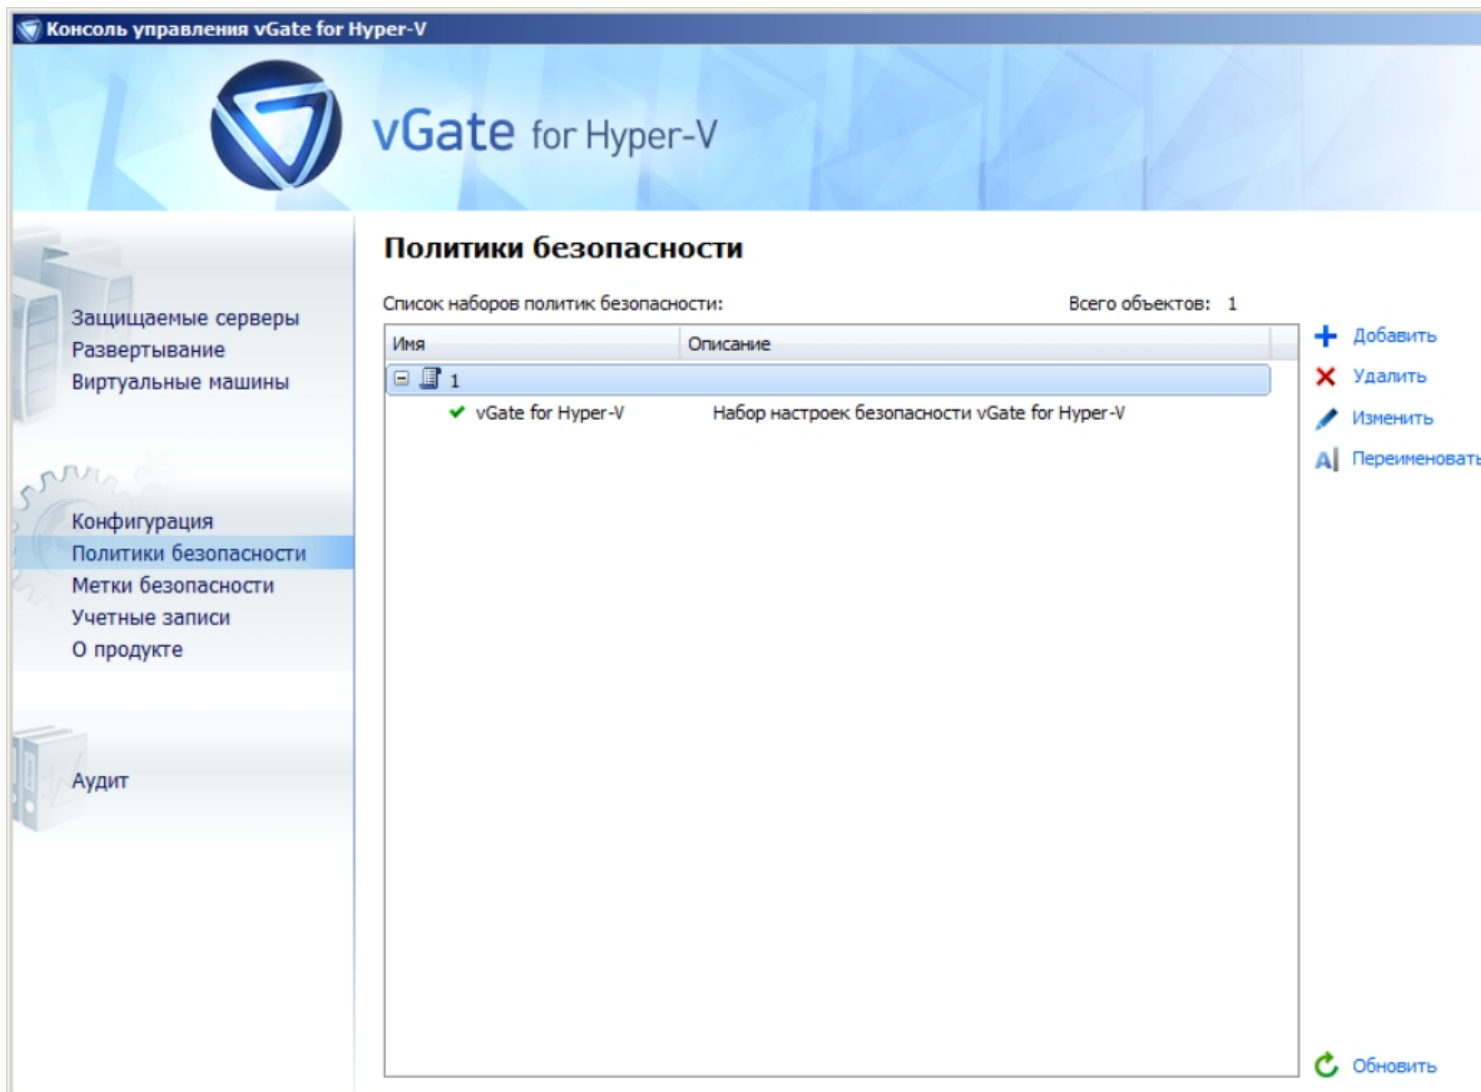 Консоль управления vGate for Hyper-V
vGate for Hyper-V
Защищаемые серверы
Развертывание
Виртуальные машины
Конфигурация
Политики безопасности
Метки безопасности
Учетные записи
О продукте
Аудит
Политики безопасности
Список наборов политик безопасности: Всего объектов: 1
Имя Описание
1
vGate for Hyper-V Набор настроек безопасности vGate for Hyper-V
Добавить
Удалить
Изменить
Переименовать
Обновить